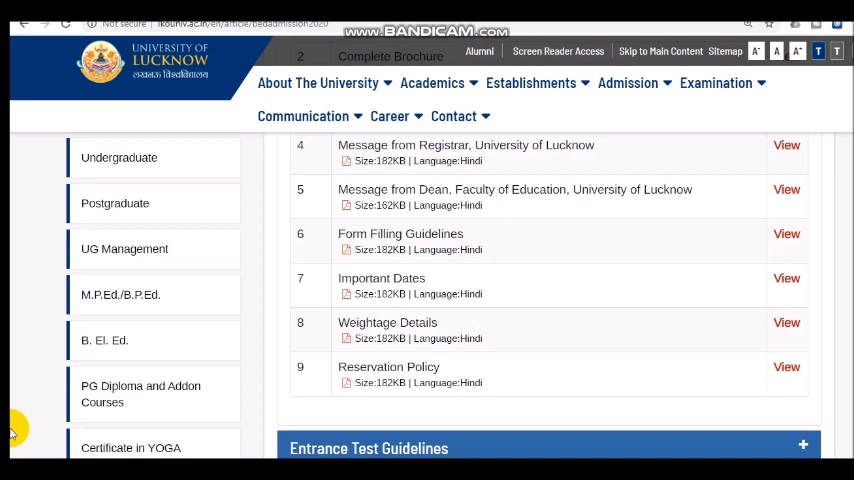 Not secure
lkouniv.ac.in/en/article/bedadmission2020
www.BANDICAM.com
UNIVERSITY OF
LUCKNOW
लखनऊ विश्वविद्यालय
2 Complete Brochure
Alumni Screen Reader Access Skip to Main Content Sitemap A- A A+ T T
About The University Academics Establishments Admission Examination
Communication Career Contact
4 Message from Registrar, University of Lucknow View
Size:182KB | Language:Hindi
5 Message from Dean, Faculty of Education, University of Lucknow View
Size:162KB | Language:Hindi
6 Form Filling Guidelines View
Size:182KB | Language:Hindi
7 Important Dates View
Size:182KB | Language:Hindi
8 Weightage Details View
Size:182KB | Language:Hindi
9 Reservation Policy View
Size:182KB | Language:Hindi
Entrance Test Guidelines +
Undergraduate
Postgraduate
UG Management
M.P.Ed./B.P.Ed.
B. El. Ed.
PG Diploma and Addon
Courses
Certificate in YOGA